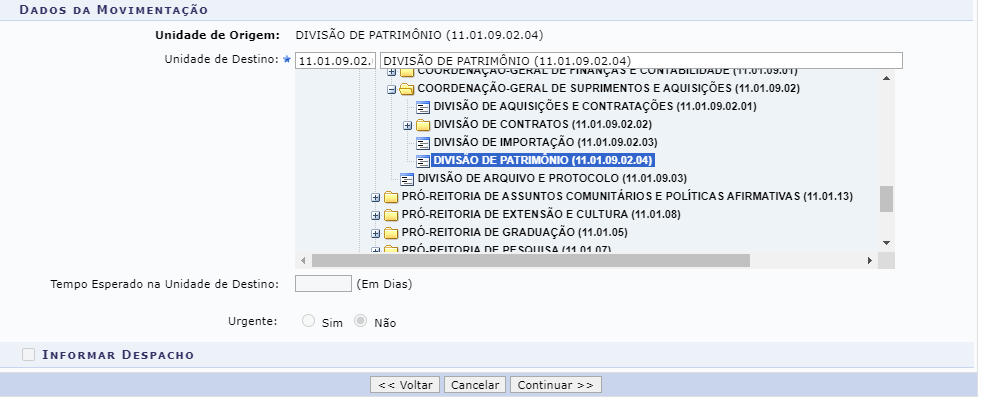 DADOS DA MOVIMENTAÇÃO
Unidade de Origem: DIVISÃO DE PATRIMÔNIO (11.01.09.02.04)
Unidade de Destino: 11.01.09.02. DIVISÃO DE PATRIMÔNIO (11.01.09.02.04)
COORDENAÇÃO-GERAL DE FINANÇAS E CONTABILIDADE (11.01.09.01)
COORDENAÇÃO-GERAL DE SUPRIMENTOS E AQUISIÇÕES (11.01.09.02)
DIVISÃO DE AQUISIÇÕES E CONTRATAÇÕES (11.01.09.02.01)
DIVISÃO DE CONTRATOS (11.01.09.02.02)
DIVISÃO DE IMPORTAÇÃO (11.01.09.02.03)
DIVISÃO DE PATRIMÔNIO (11.01.09.02.04)
DIVISÃO DE ARQUIVO E PROTOCOLO (11.01.09.03)
PRÓ-REITORIA DE ASSUNTOS COMUNITÁRIOS E POLÍTICAS AFIRMATIVAS (11.01.13)
PRÓ-REITORIA DE EXTENSÃO E CULTURA (11.01.08)
PRÓ-REITORIA DE GRADUAÇÃO (11.01.05)
PRÓ-REITORIA DE PESQUISA (11.01.07)
Tempo Esperado na Unidade de Destino: (Em Dias)
Urgente: Sim Não
INFORMAR DESPACHO
<< Voltar Cancelar Continuar >>